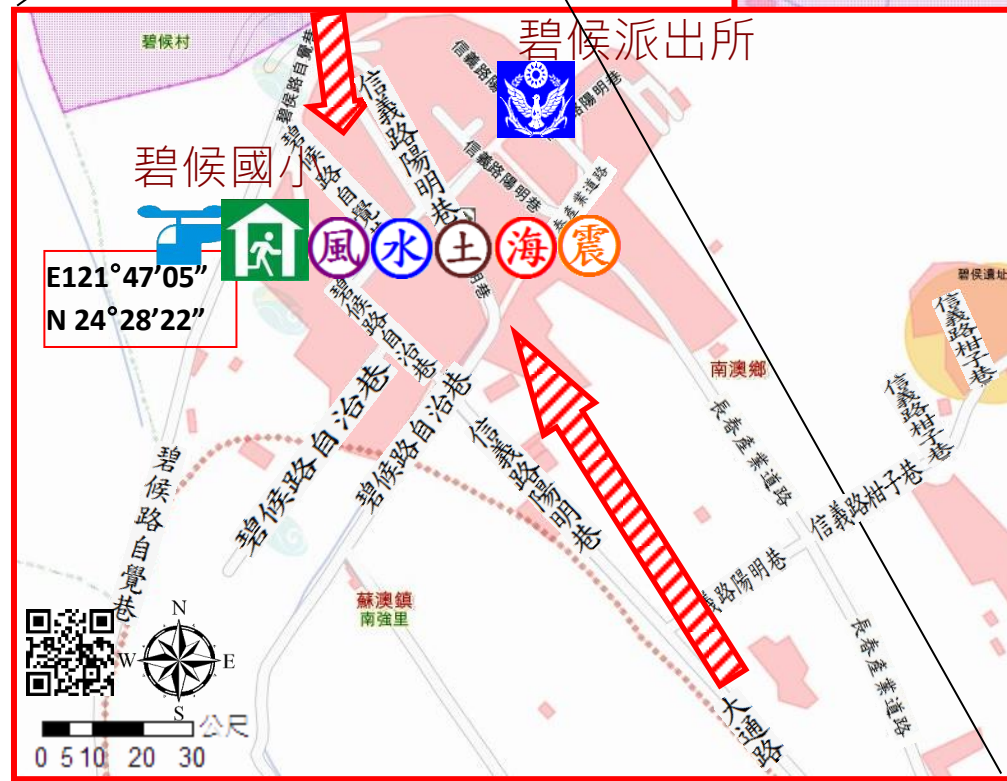 碧候村
碧候派出所
碧候路自覺巷
信義路陽明巷
信義路陽明巷
信義路陽明巷
碧候國小
碧候路自覺巷
風
水
土
海
震
E121°47'05”
N 24°28'22”
碧候路自治巷
碧候路自治巷
碧候路自治巷
信義路陽明巷
南澳鄉
長春產業道路
碧侯遺址
信義路柑子巷
信義路柑子巷
信義路柑子巷
碧候路自覺巷
義路陽明巷
蘇澳鎮
南強里
長春產業道路
大通路
N
W
E
S
公尺
0 5 10 20 30